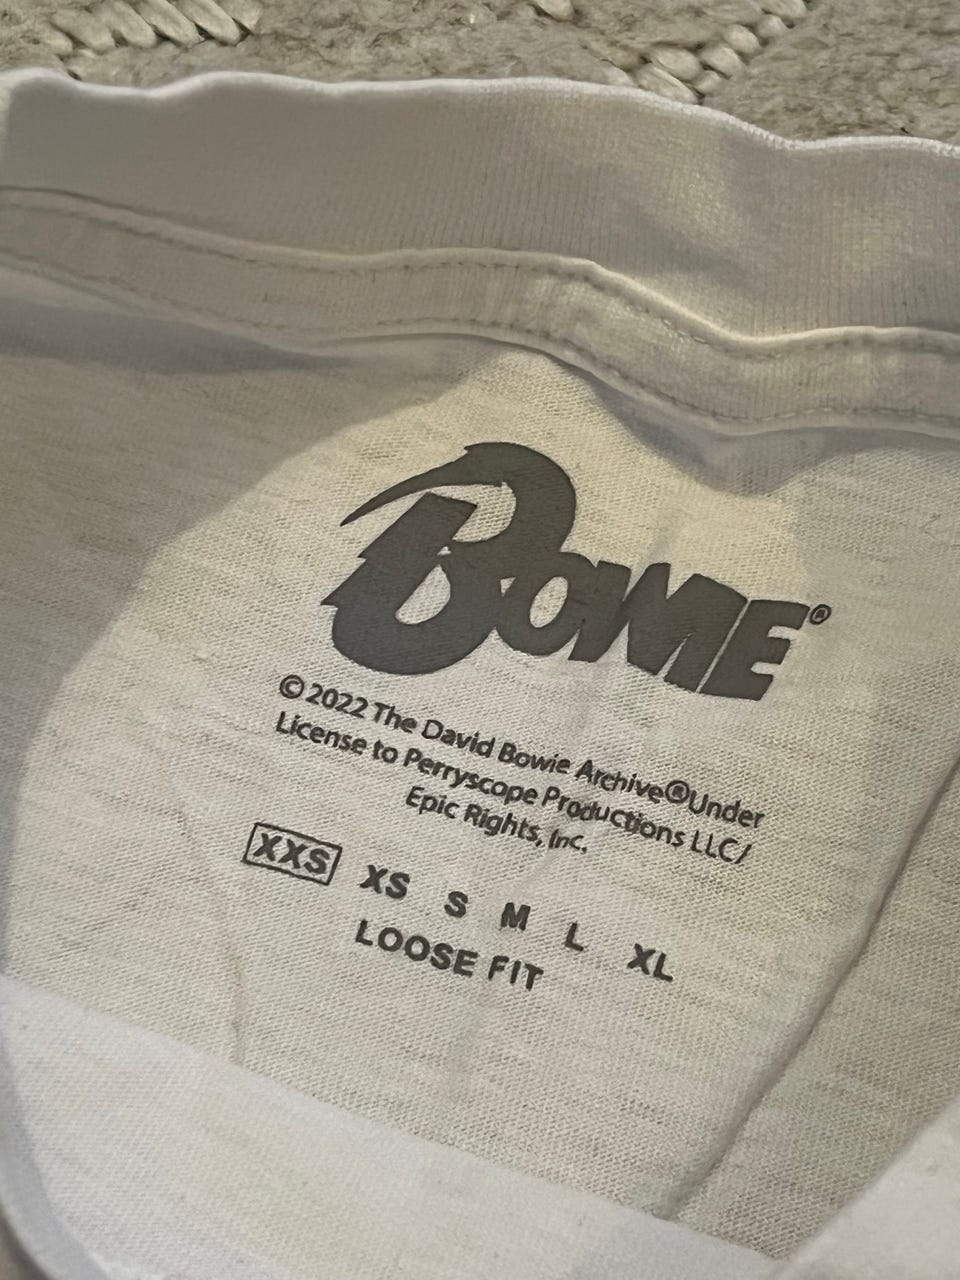 BOWIE®
© 2022 The David Bowie Archive®Under
License to Perryscope Productions LLC/
Epic Rights, Inc.
XXS XS S M L XL
LOOSE FIT